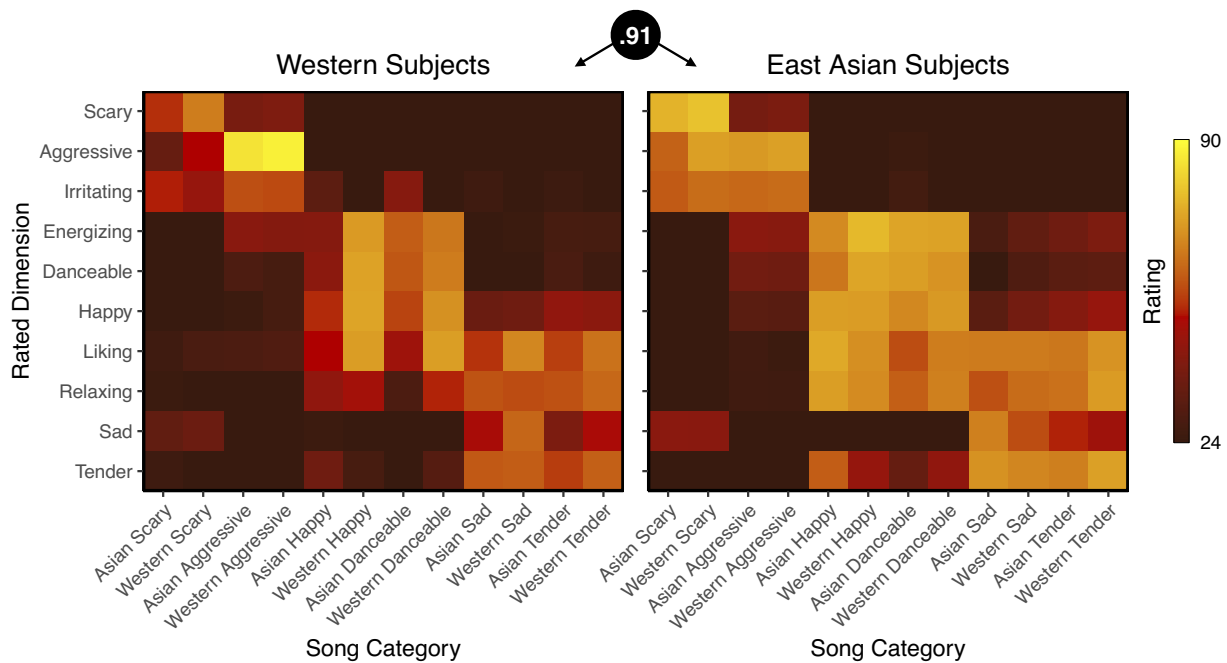 .91
Western Subjects
East Asian Subjects
Rated Dimension
Scary
Aggressive
Irritating
Energizing
Danceable
Happy
Liking
Relaxing
Sad
Tender
Asian Scary
Western Scary
Asian Aggressive
Western Aggressive
Asian Happy
Western Happy
Asian Danceable
Western Danceable
Asian Sad
Western Sad
Asian Tender
Western Tender
Song Category
Asian Scary
Western Scary
Asian Aggressive
Western Aggressive
Asian Happy
Western Happy
Asian Danceable
Western Danceable
Asian Sad
Western Sad
Asian Tender
Western Tender
Song Category
Rating
90
24